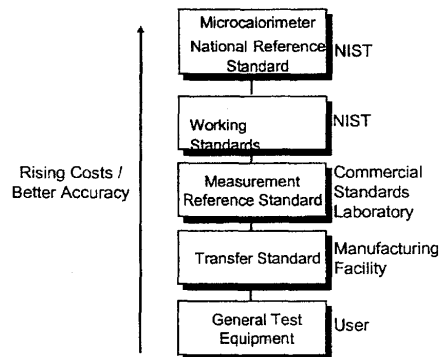 Microcalorimeter
National Reference
Standard
NIST
Working
Standards
NIST
Rising Costs /
Better Accuracy
Measurement
Reference Standard
Commercial
Standards
Laboratory
Transfer Standard
Manufacturing
Facility
General Test
Equipment
User